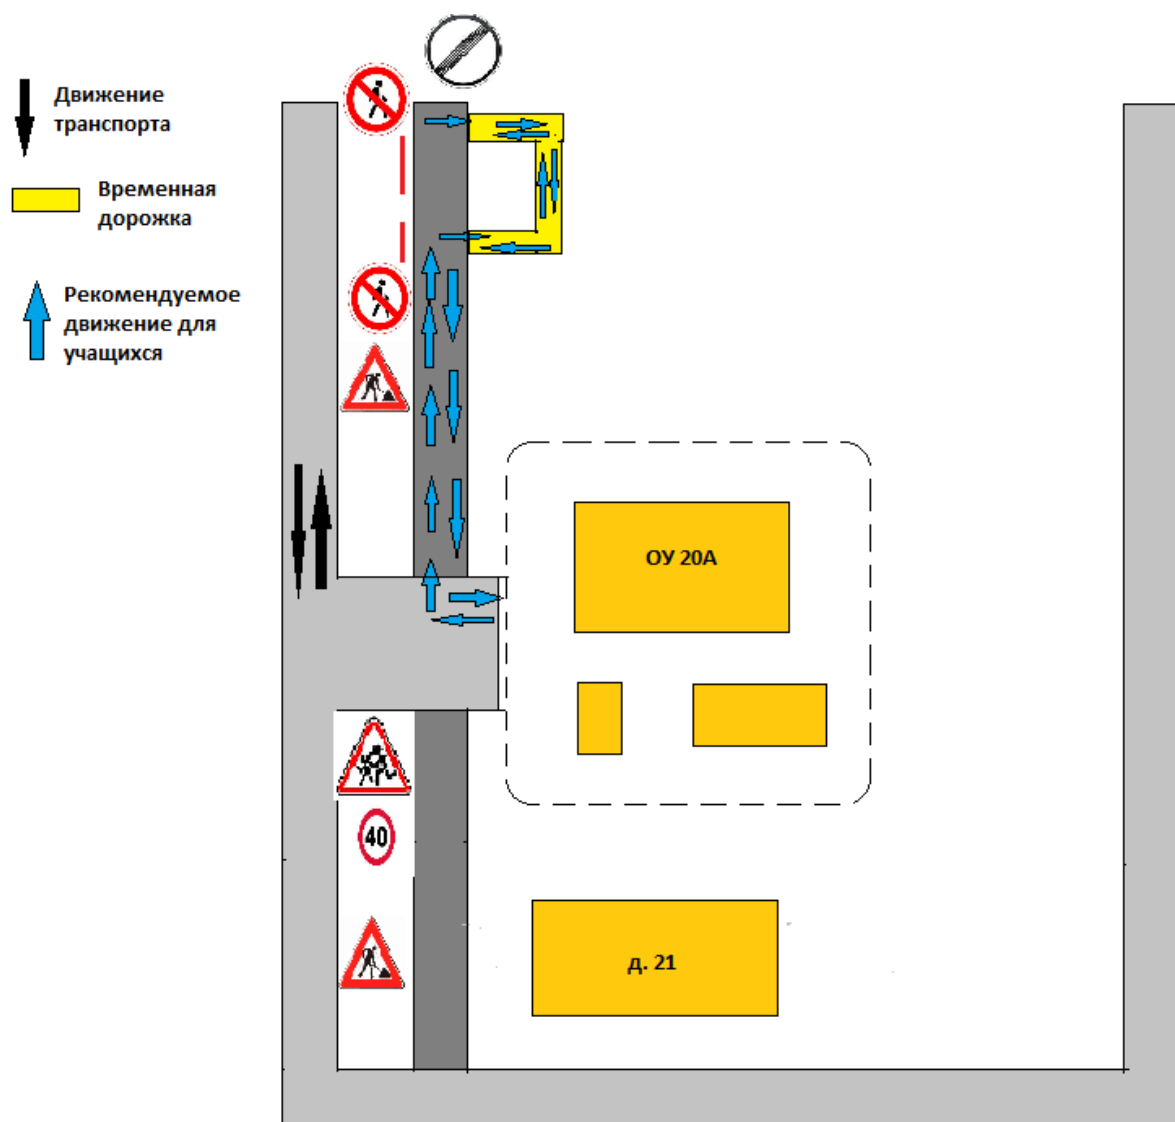 Движение
транспорта
Временная
дорожка
Рекомендуемое
движение для
учащихся
ОУ 20А
40
д. 21